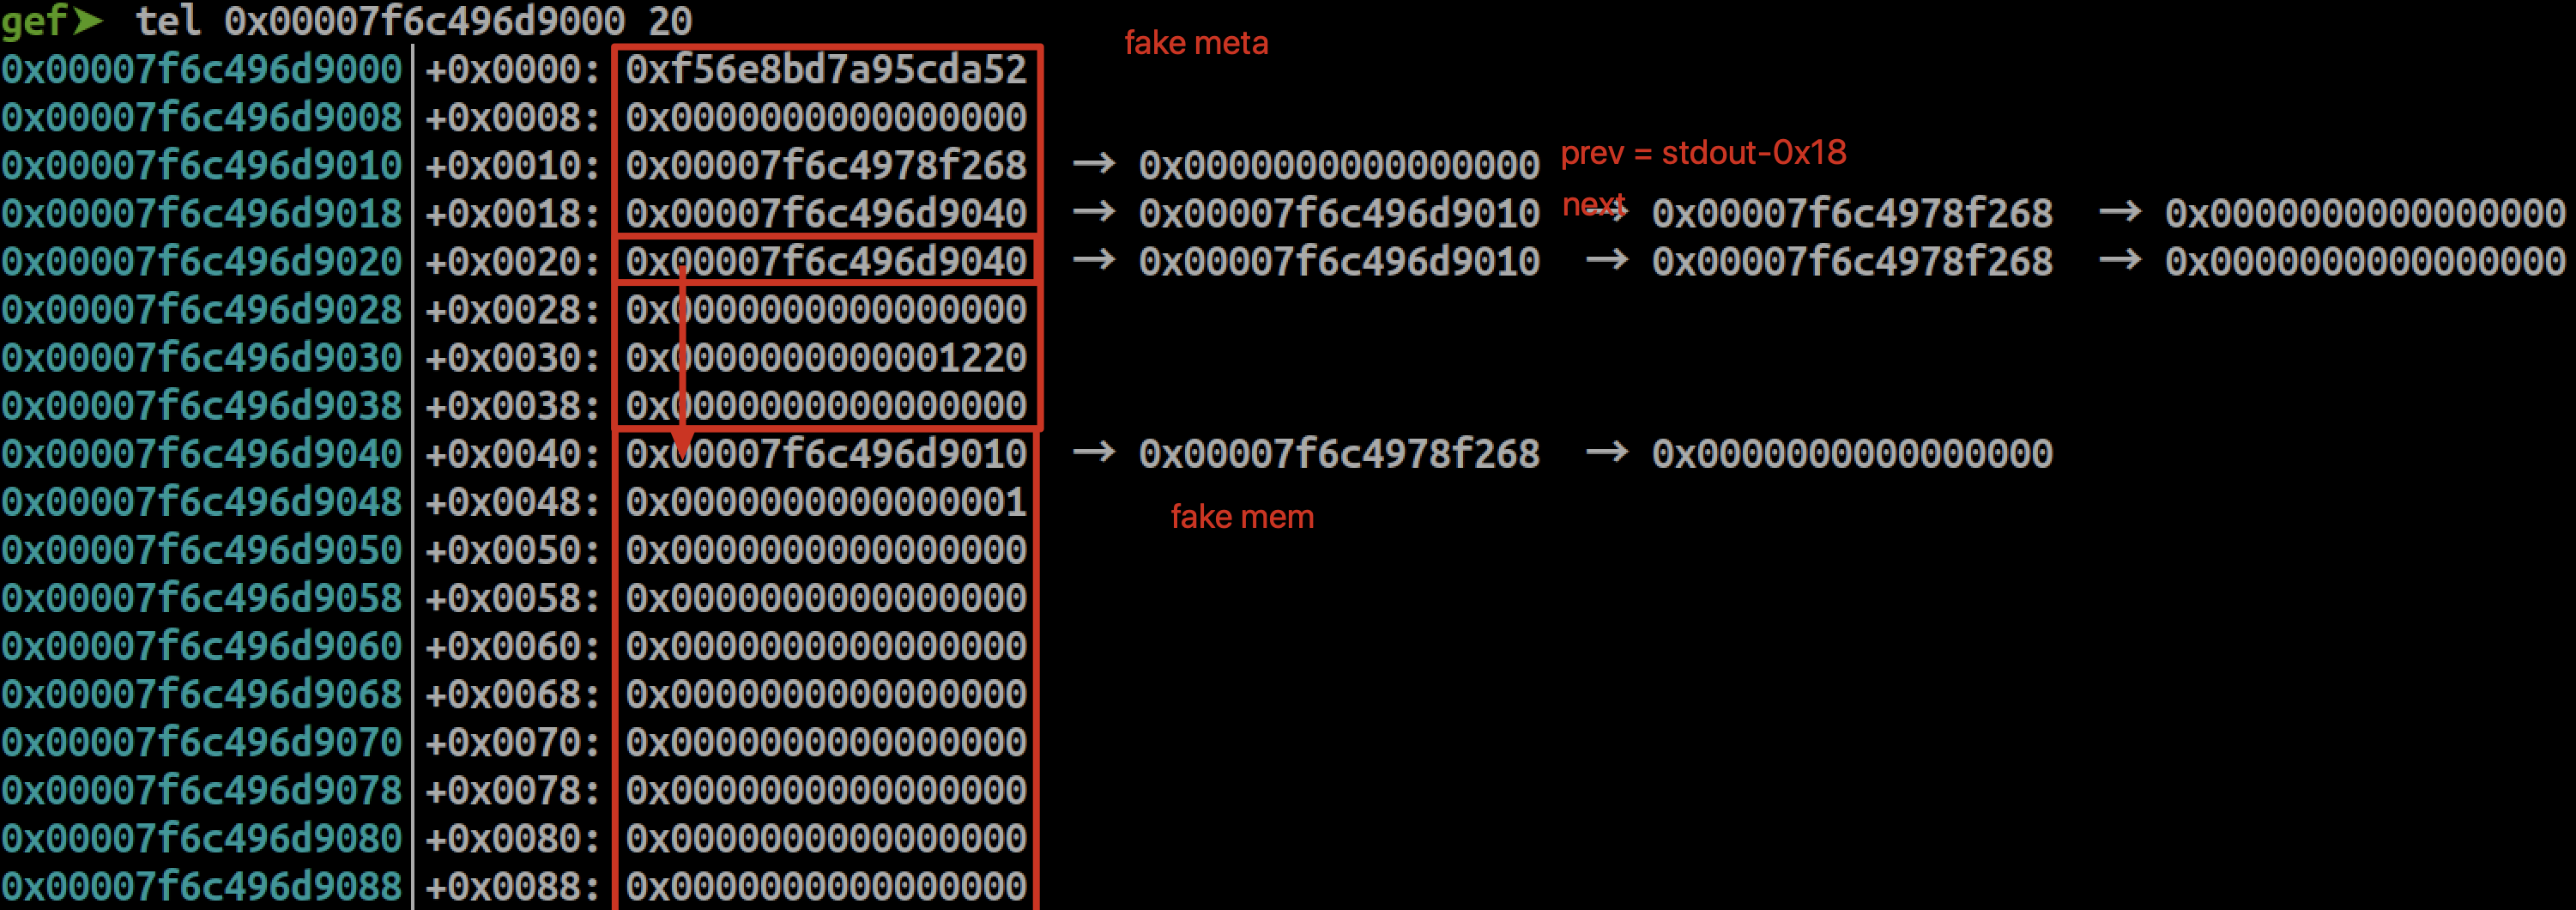 gef➤ tel 0x00007f6c496d9000 20
fake meta
0x00007f6c496d9000│+0x0000: 0xf56e8bd7a95cda52
0x00007f6c496d9008│+0x0008: 0x0000000000000000
0x00007f6c496d9010│+0x0010: 0x00007f6c4978f268 → 0x0000000000000000 prev = stdout-0x18
0x00007f6c496d9018│+0x0018: 0x00007f6c496d9040 → 0x00007f6c496d9010 next → 0x00007f6c4978f268 → 0x0000000000000000
0x00007f6c496d9020│+0x0020: 0x00007f6c496d9040 → 0x00007f6c496d9010 → 0x00007f6c4978f268 → 0x0000000000000000
0x00007f6c496d9028│+0x0028: 0x0000000000000000
0x00007f6c496d9030│+0x0030: 0x0000000000001220
0x00007f6c496d9038│+0x0038: 0x0000000000000000
0x00007f6c496d9040│+0x0040: 0x00007f6c496d9010 → 0x00007f6c4978f268 → 0x0000000000000000
0x00007f6c496d9048│+0x0048: 0x0000000000000001
fake mem
0x00007f6c496d9050│+0x0050: 0x0000000000000000
0x00007f6c496d9058│+0x0058: 0x0000000000000000
0x00007f6c496d9060│+0x0060: 0x0000000000000000
0x00007f6c496d9068│+0x0068: 0x0000000000000000
0x00007f6c496d9070│+0x0070: 0x0000000000000000
0x00007f6c496d9078│+0x0078: 0x0000000000000000
0x00007f6c496d9080│+0x0080: 0x0000000000000000
0x00007f6c496d9088│+0x0088: 0x0000000000000000